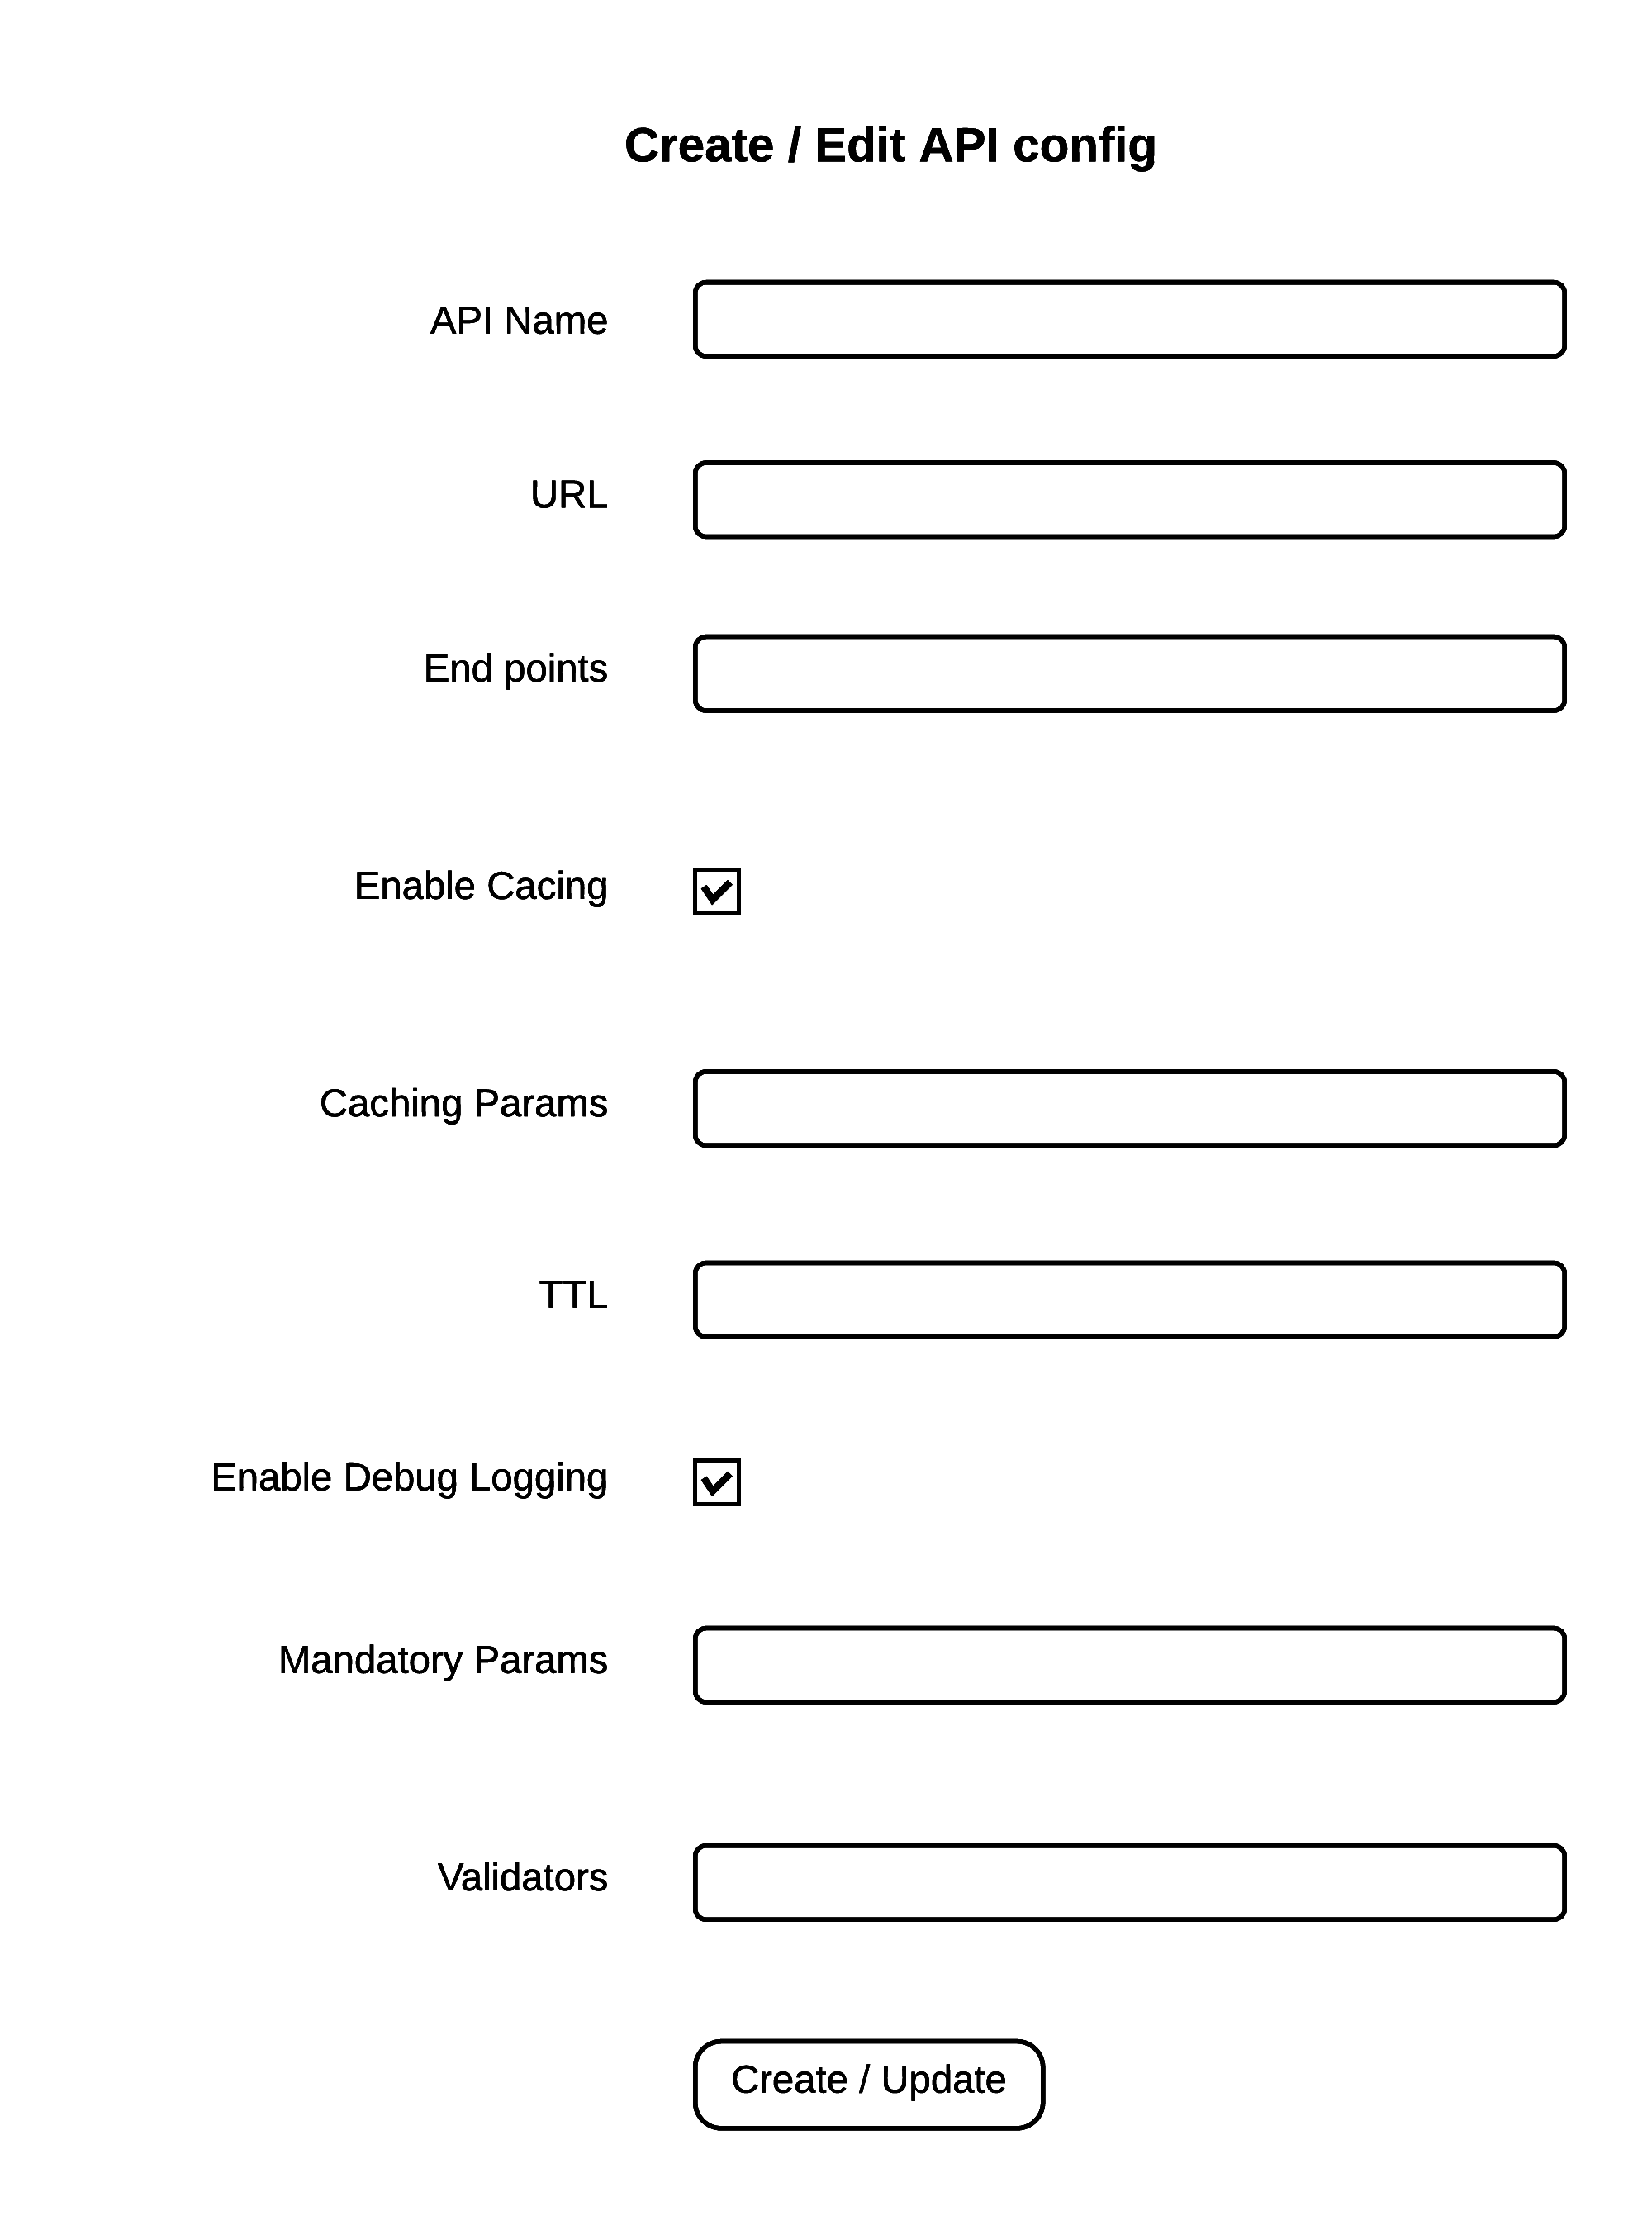 Create / Edit API config
API Name
URL
End points
Enable Cacing
Caching Params
TTL
Enable Debug Logging
Mandatory Params
Validators
Create / Update